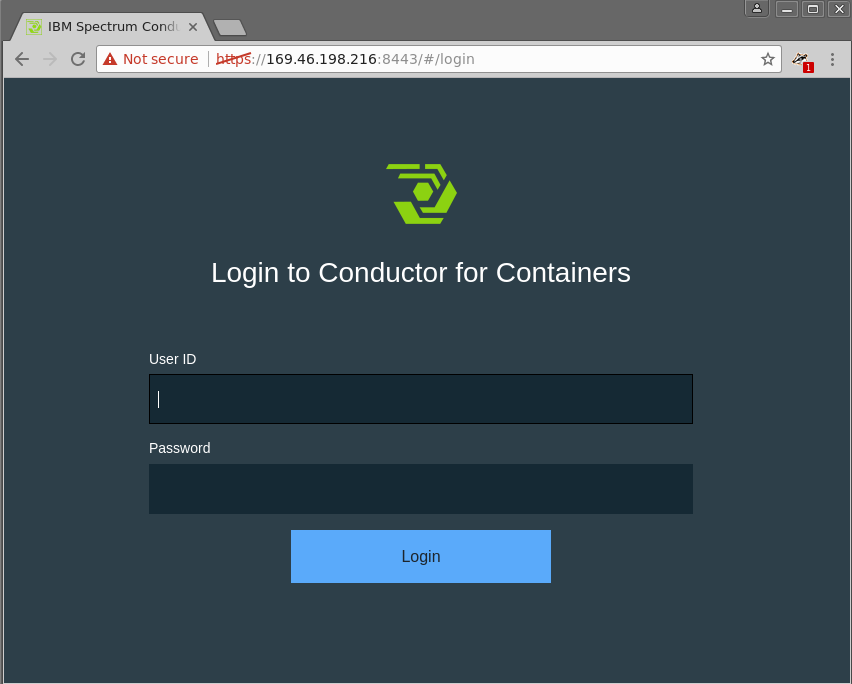 IBM Spectrum Condu
Not secure https://169.46.198.216:8443/#/login
1
Login to Conductor for Containers
User ID
Password
Login